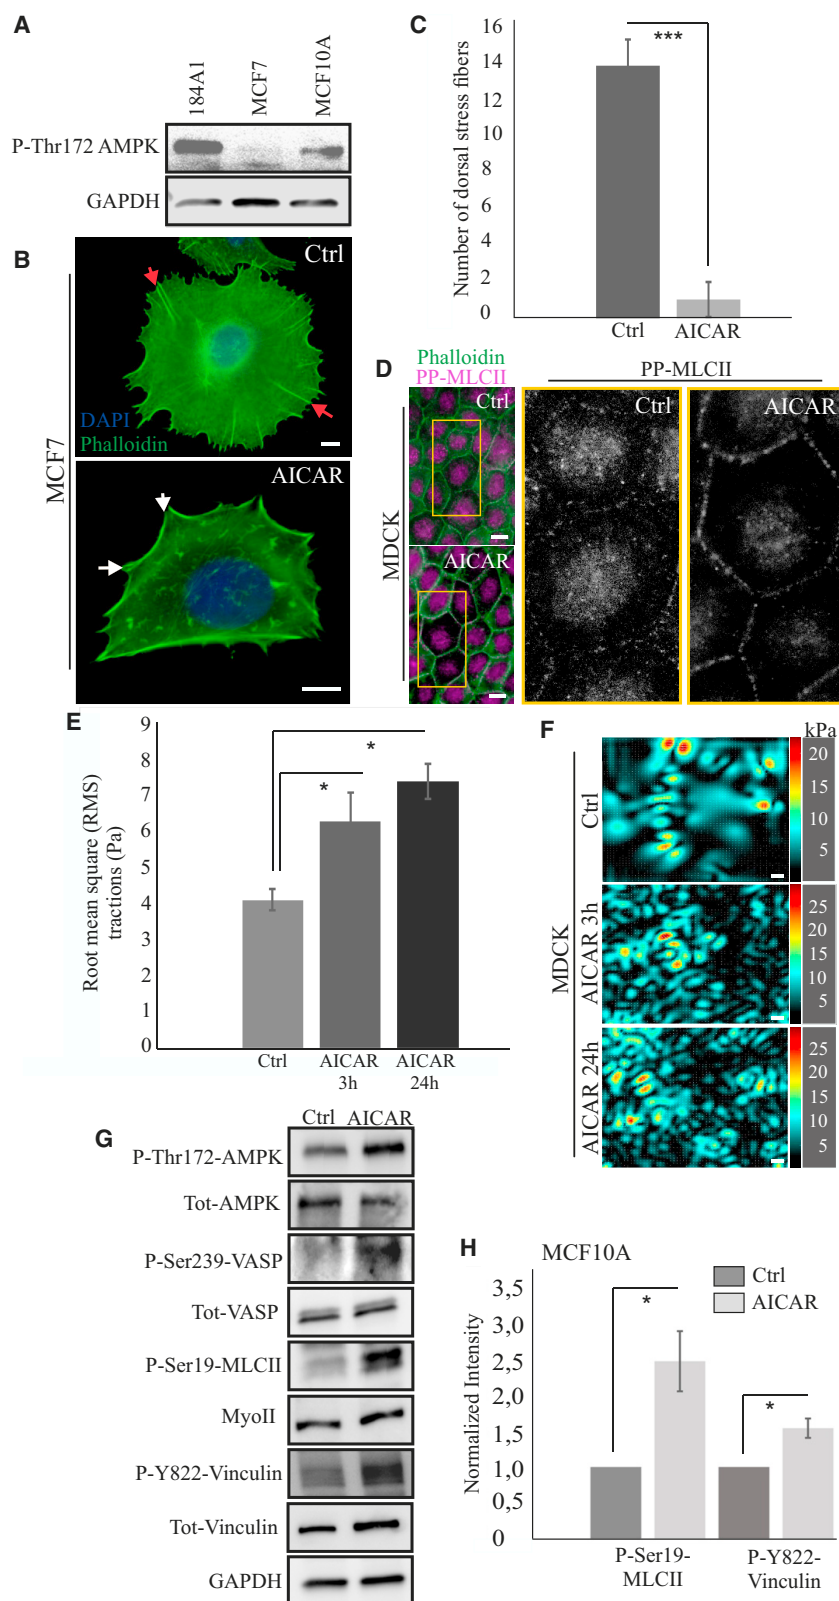 A
184A1
MCF7
MCF10A
P-Thr172 AMPK
GAPDH
B
MCF7
Ctrl
DAPI
Phalloidin
AICAR
C
Number of dorsal stress fibers
16
14
12
10
8
6
4
2
0
***
Ctrl
AICAR
D
Phalloidin
PP-MLCII
MDCK
Ctrl
AICAR
PP-MLCII
Ctrl
AICAR
E
Root mean square (RMS)
tractions (Pa)
9
8
7
6
5
4
3
2
1
0
*
*
Ctrl
AICAR
3h
AICAR
24h
F
kPa
MDCK
Ctrl
20
15
10
5
AICAR 3h
25
20
15
10
5
AICAR 24h
25
20
15
10
5
G
Ctrl AICAR
P-Thr172-AMPK
Tot-AMPK
P-Ser239-VASP
Tot-VASP
P-Ser19-MLCII
MyoII
P-Y822-Vinculin
Tot-Vinculin
GAPDH
H
MCF10A
Ctrl
AICAR
Normalized Intensity
3,5
3,0
2,5
2,0
1,5
1,0
0,5
0
*
*
P-Ser19-
MLCII
P-Y822-
Vinculin